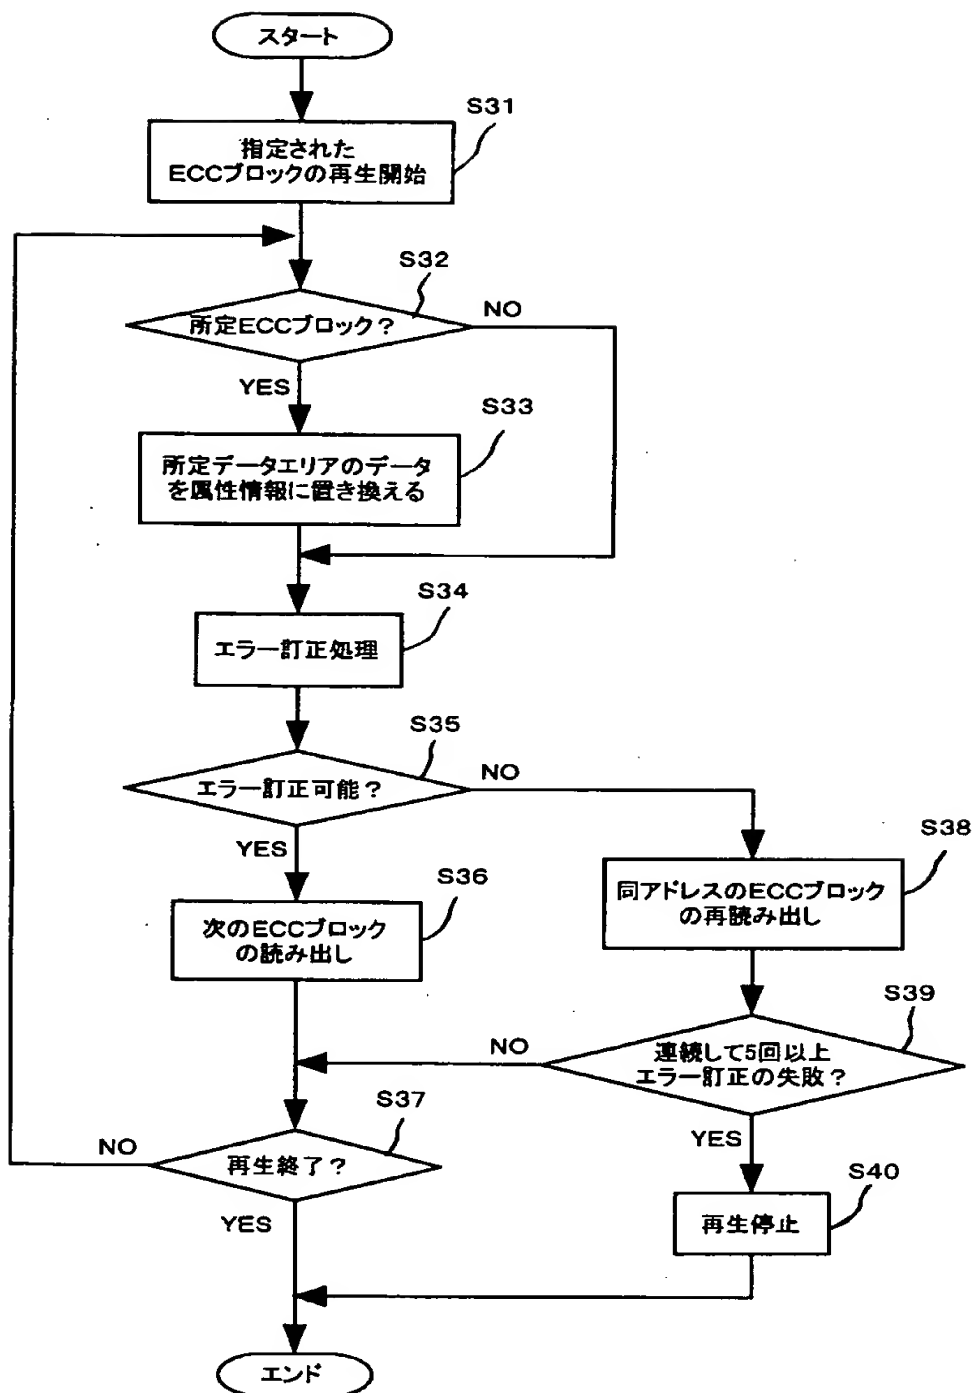 スタート
S31
指定された
ECCブロックの再生開始
S32
所定ECCブロック?
NO
YES
S33
所定データエリアのデータ
を属性情報に置き換える
S34
エラー訂正処理
S35
エラー訂正可能?
NO
YES
S38
同アドレスのECCブロック
の再読み出し
S36
次のECCブロック
の読み出し
S39
連続して5回以上
エラー訂正の失敗?
NO
YES
S37
再生終了?
NO
YES
S40
再生停止
エンド